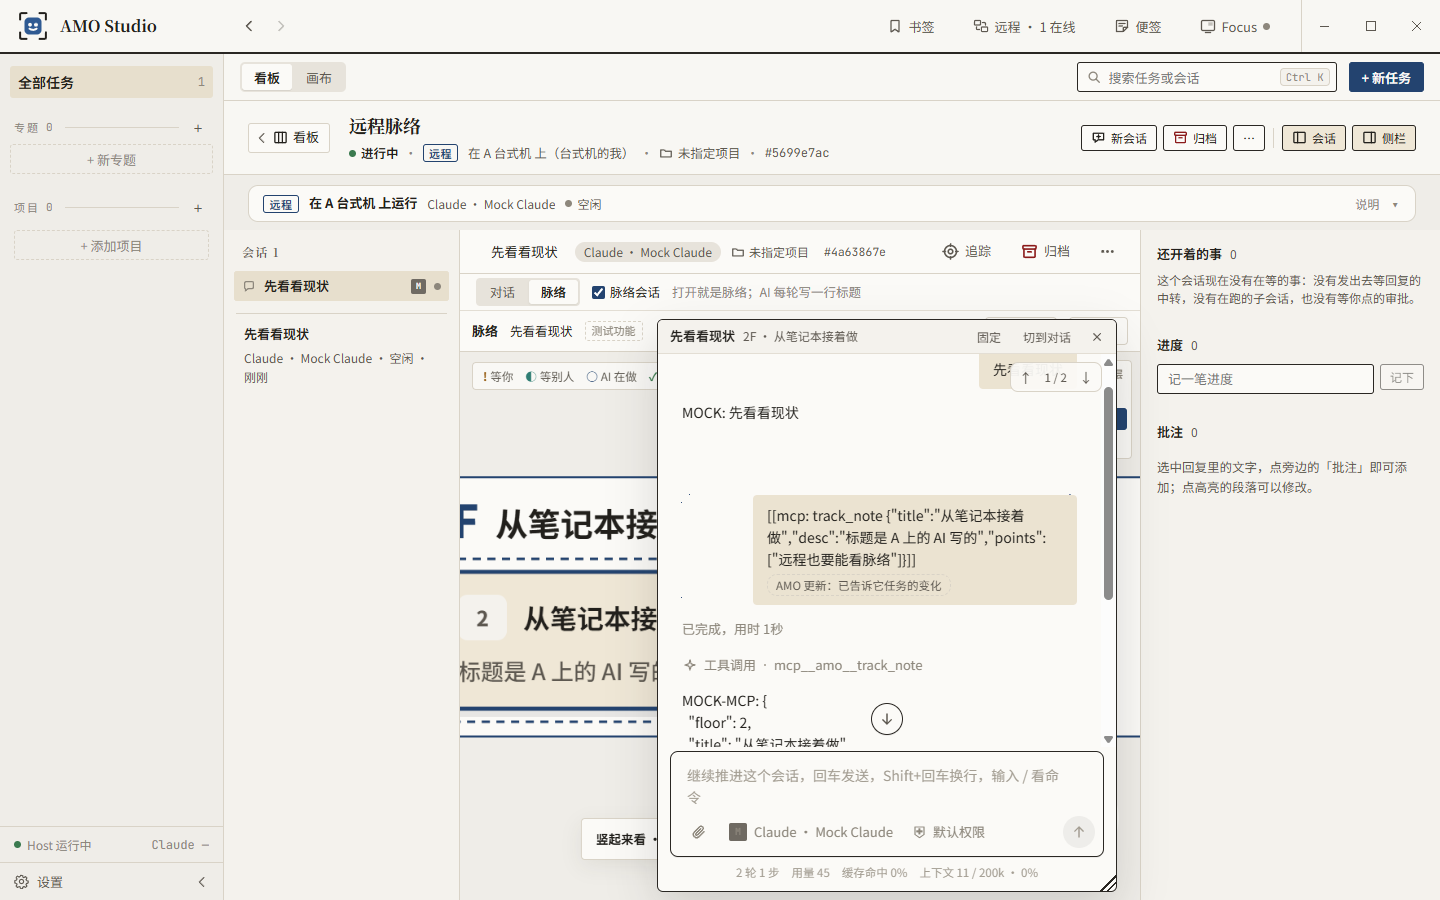 AMO Studio
书签
远程 · 1 在线
便签
Focus
全部任务 1
专题 0 +
+ 新专题
项目 0 +
+ 添加项目
Host 运行中 Claude −
设置
看板 画布
搜索任务或会话 Ctrl K
+ 新任务
看板
远程脉络
进行中 · 远程 在 A 台式机 上（台式机的我） · 未指定项目 · #5699e7ac
新会话 归档 ··· 会话 侧栏
远程 在 A 台式机 上运行 Claude · Mock Claude 空闲 说明
会话 1
先看看现状 M
先看看现状
Claude · Mock Claude · 空闲 ·
刚刚
先看看现状 Claude · Mock Claude 未指定项目 #4a63867e 追踪 归档 ···
对话 脉络 脉络会话 打开就是脉络；AI 每轮写一行标题
脉络 先看看现状 测试功能
! 等你 等别人 AI 在做 ✓
F 从笔记本接
2 从笔记本接
标题是 A 上的 AI 写
竖起来看 ·
先看看现状 2F · 从笔记本接着做 固定 切到对话 ×
先
↑ 1 / 2 ↓
MOCK: 先看看现状
[[mcp: track_note {"title":"从笔记本接着
做","desc":"标题是 A 上的 AI 写的","points":
["远程也要能看脉络"]}]]
AMO 更新：已告诉它任务的变化
已完成，用时 1秒
工具调用 · mcp__amo__track_note
MOCK-MCP: {
"floor": 2,
"title": "从笔记本接着做"
继续推进这个会话，回车发送，Shift+回车换行，输入 / 看命
令
M Claude · Mock Claude 默认权限
2 轮 1 步 用量 45 缓存命中 0% 上下文 11 / 200k · 0%
还开着的事 0
这个会话现在没有在等的事：没有发出去等回复的
中转，没有在跑的子会话，也没有等你点的审批。
进度 0
记一笔进度 记下
批注 0
选中回复里的文字，点旁边的「批注」即可添
加；点高亮的段落可以修改。